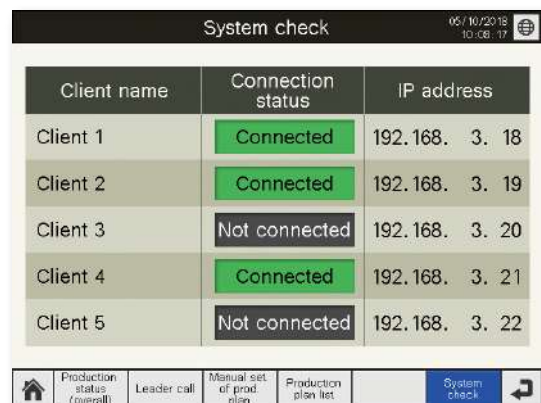 System check
05/10/2018
10:08:17
Client name
Connection
status
IP address
Client 1
Connected
192.168. 3. 18
Client 2
Connected
192.168. 3. 19
Client 3
Not connected
192.168. 3. 20
Client 4
Connected
192.168. 3. 21
Client 5
Not connected
192.168. 3. 22
Production
status
(overall)
Leader call
Manual set
of prod.
plan
Production
plan list
System
check